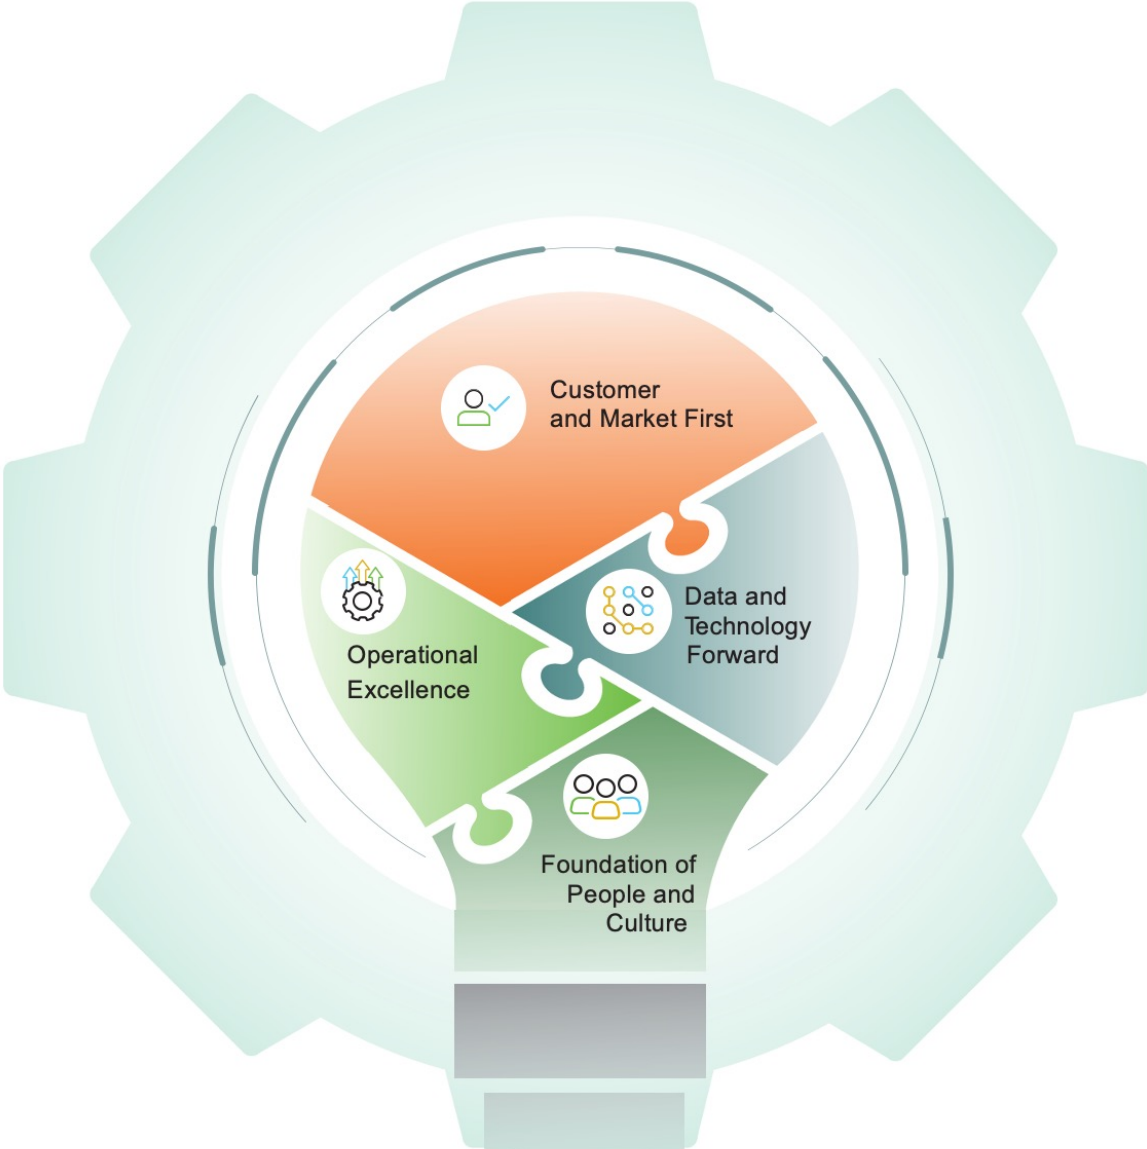 Customer
and Market First
Data and
Technology
Forward
Operational
Excellence
Foundation of
People and
Culture